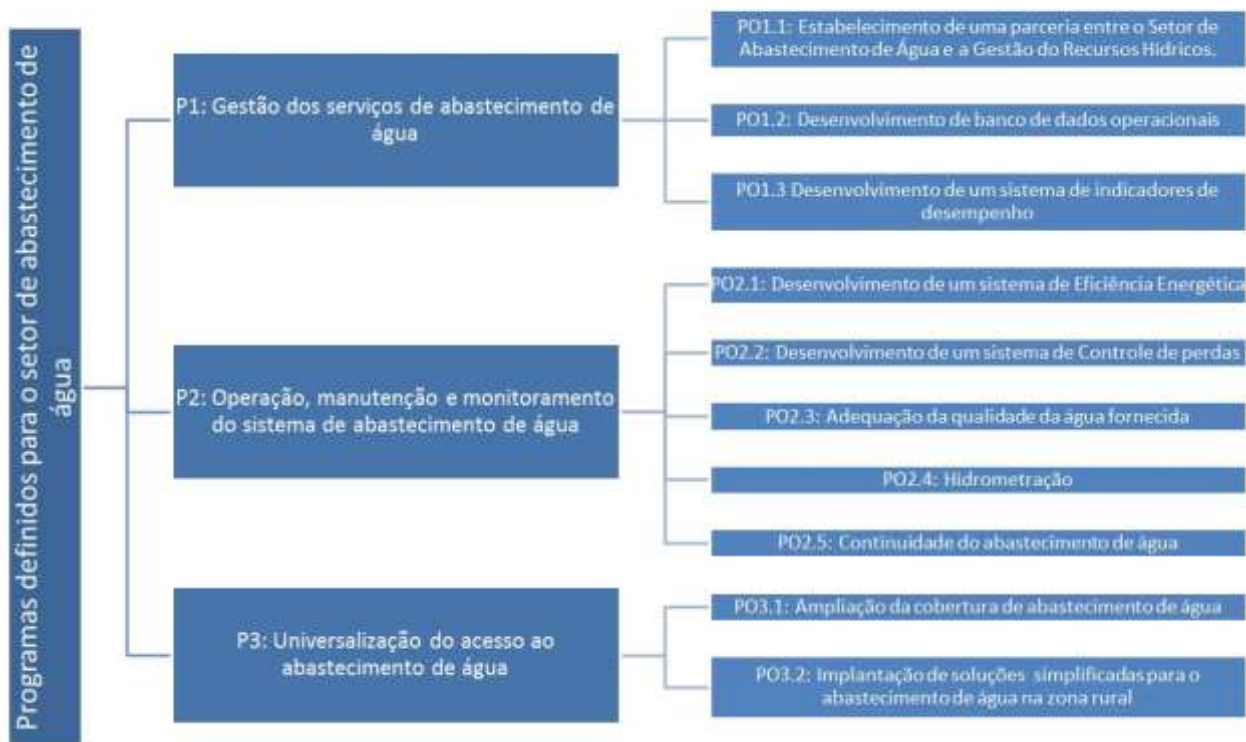 Programas definidos para o setor de abastecimento de
água
P1: Gestão dos serviços de abastecimento de
água
PO1.1: Estabelecimento de uma parceria entre o Setor de
Abastecimento de Água e a Gestão do Recursos Hídricos.
PO1.2: Desenvolvimento de banco de dados operacionais
PO1.3 Desenvolvimento de um sistema de indicadores de
desempenho
P2: Operação, manutenção e monitoramento
do sistema de abastecimento de água
PO2.1: Desenvolvimento de um sistema de Eficiência Energética
PO2.2: Desenvolvimento de um sistema de Controle de perdas
PO2.3: Adequação da qualidade da água fornecida
PO2.4: Hidrometração
PO2.5: Continuidade do abastecimento de água
P3: Universalização do acesso ao
abastecimento de água
PO3.1: Ampliação da cobertura de abastecimento de água
PO3.2: Implantação de soluções simplificadas para o
abastecimento de água na zona rural